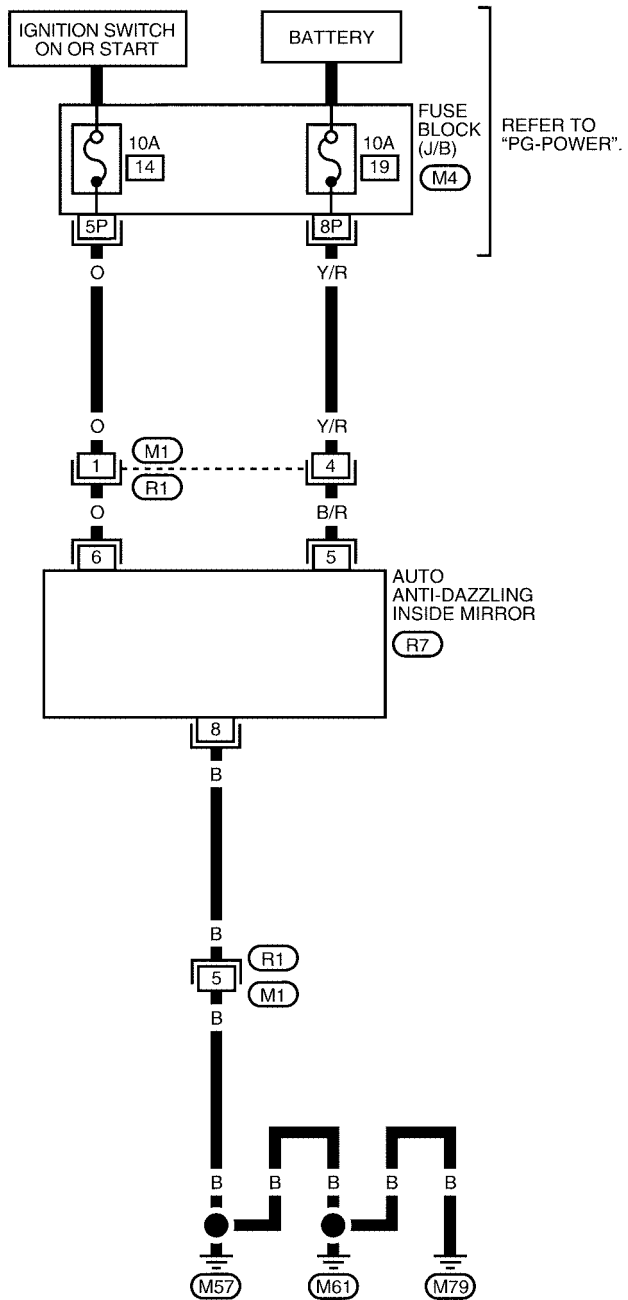 IGNITION SWITCH
ON OR START
BATTERY
FUSE
BLOCK
(J/B)
M4
REFER TO
"PG-POWER".
10A
14
10A
19
5P
8P
O
Y/R
O
Y/R
1
M1
R1
4
O
B/R
6
5
AUTO
ANTI-DAZZLING
INSIDE MIRROR
R7
8
B
B
R1
5
M1
B
B
B
B
B
B
M57
M61
M79